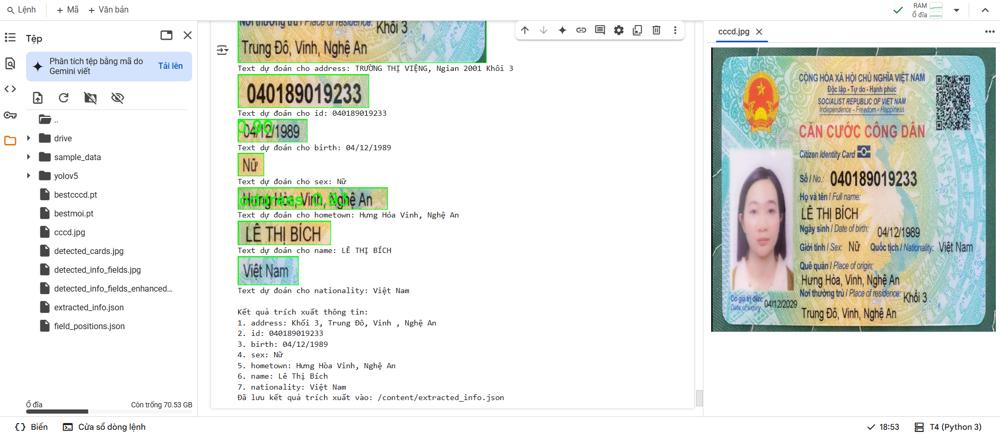 Lệnh
+ Mã
+ Văn bản
RAM
Ổ đĩa
Tệp
Phân tích tệp bằng mã do
Gemini viết
Tải lên
..
drive
sample_data
yolov5
bestcccd.pt
bestmoi.pt
cccd.jpg
detected_cards.jpg
detected_info_fields.jpg
detected_info_fields_enhanced...
extracted_info.json
field_positions.json
Ổ đĩa
Còn trống 70.53 GB
Nơi thường trú / Place of residence: Khối 3
Trung Đô, Vinh, Nghệ An
Text dự đoán cho address: TRƯỜNG THỊ VIỆNG, Ngian 2001 Khôi 3
040189019233
Text dự đoán cho id: 040189019233
0.90
04/12/1989
Text dự đoán cho birth: 04/12/1989
Nữ
Text dự đoán cho sex: Nữ
address 0.93
Hưng Hòa, Vinh, Nghệ An
Text dự đoán cho hometown: Hưng Hóa Vinh, Nghệ An
LÊ THỊ BÍCH
Text dự đoán cho name: LÊ THỊ BÍCH
Việt Nam
Text dự đoán cho nationality: Việt Nam
Kết quả trích xuất thông tin:
1. address: Khối 3, Trung Đô, Vinh , Nghệ An
2. id: 040189019233
3. birth: 04/12/1989
4. sex: Nữ
5. hometown: Hưng Hòa Vinh, Nghệ An
6. name: Lê Thị Bích
7. nationality: Việt Nam
Đã lưu kết quả trích xuất vào: /content/extracted_info.json
cccd.jpg
CỘNG HÒA XÃ HỘI CHỦ NGHĨA VIỆT NAM
Độc lập - Tự do - Hạnh phúc
SOCIALIST REPUBLIC OF VIET NAM
Independence - Freedom - Happiness
CĂN CƯỚC CÔNG DÂN
Citizen Identity Card
Số / No.: 040189019233
Họ và tên / Full name:
LÊ THỊ BÍCH
Ngày sinh / Date of birth: 04/12/1989
Giới tính / Sex: Nữ Quốc tịch / Nationality: Việt Nam
Quê quán / Place of origin:
Hưng Hòa, Vinh, Nghệ An
Nơi thường trú / Place of residence: Khối 3
Trung Đô, Vinh, Nghệ An
Có giá trị đến: 04/12/2029
Date of expiry
Biến
Cửa sổ dòng lệnh
18:53
T4 (Python 3)